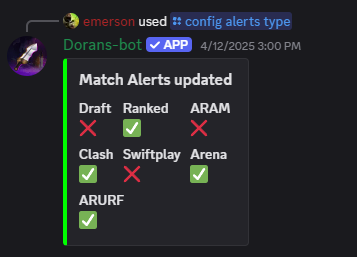 emerson used config alerts type
Dorans-bot ✓ APP 4/12/2025 3:00 PM
Match Alerts updated
Draft Ranked ARAM
❌ ✅ ❌
Clash Swiftplay Arena
✅ ❌ ✅
ARURF
✅